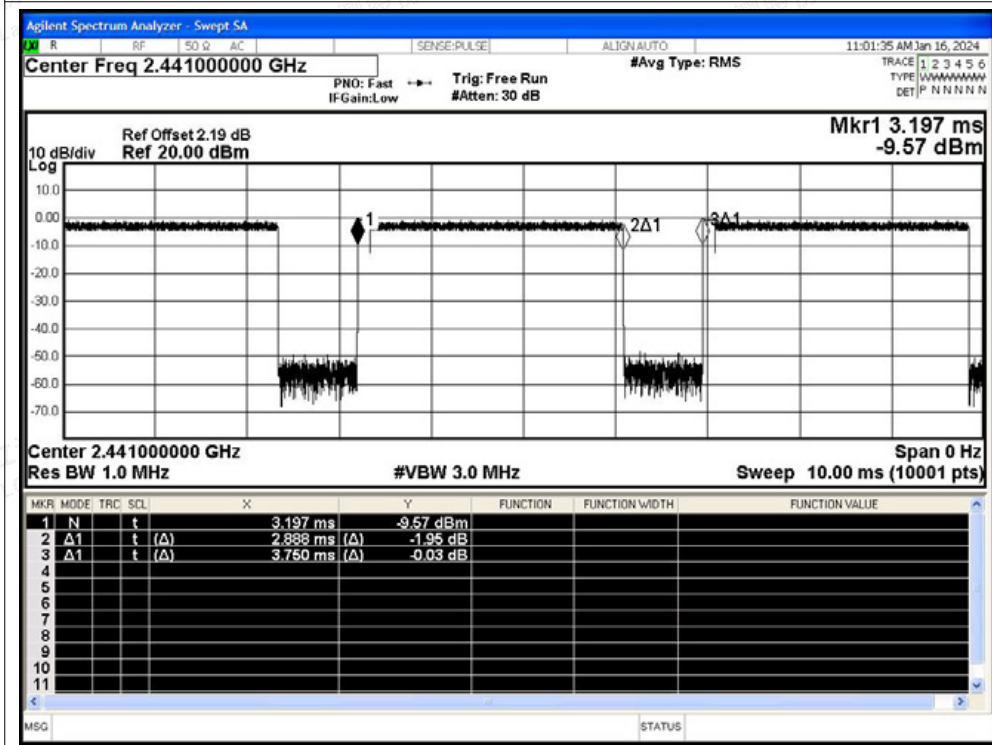 Agilent Spectrum Analyzer - Swept SA
R RF 50 Ω AC SENSE:PULSE ALIGN AUTO 11:01:35 AM Jan 16, 2024
Center Freq 2.441000000 GHz #Avg Type: RMS TRACE 1 2 3 4 5 6
PNO: Fast Trig: Free Run TYPE WWWWWW
IFGain:Low #Atten: 30 dB DET P N N N N N
Mkr1 3.197 ms
Ref Offset 2.19 dB
10 dB/div Ref 20.00 dBm -9.57 dBm
Log
10.0
0.00
1 2Δ1 3Δ1
-10.0
-20.0
-30.0
-40.0
-50.0
-60.0
-70.0
Center 2.441000000 GHz Span 0 Hz
Res BW 1.0 MHz #VBW 3.0 MHz Sweep 10.00 ms (10001 pts)
MKR MODE TRC SCL X Y FUNCTION FUNCTION WIDTH FUNCTION VALUE
1 N t 3.197 ms -9.57 dBm
2 Δ1 t (Δ) 2.888 ms (Δ) -1.95 dB
3 Δ1 t (Δ) 3.750 ms (Δ) -0.03 dB
4
5
6
7
8
9
10
11
MSG STATUS